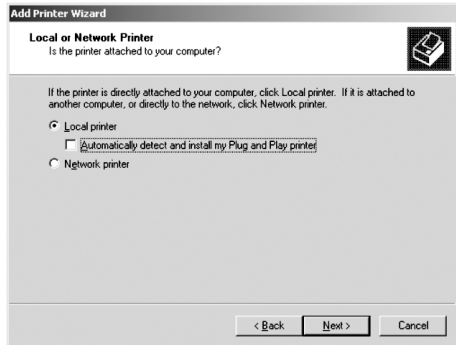 Add Printer Wizard
Local or Network Printer
Is the printer attached to your computer?
If the printer is directly attached to your computer, click Local printer. If it is attached to
another computer, or directly to the network, click Network printer.
Local printer
Automatically detect and install my Plug and Play printer
Network printer
< Back Next > Cancel